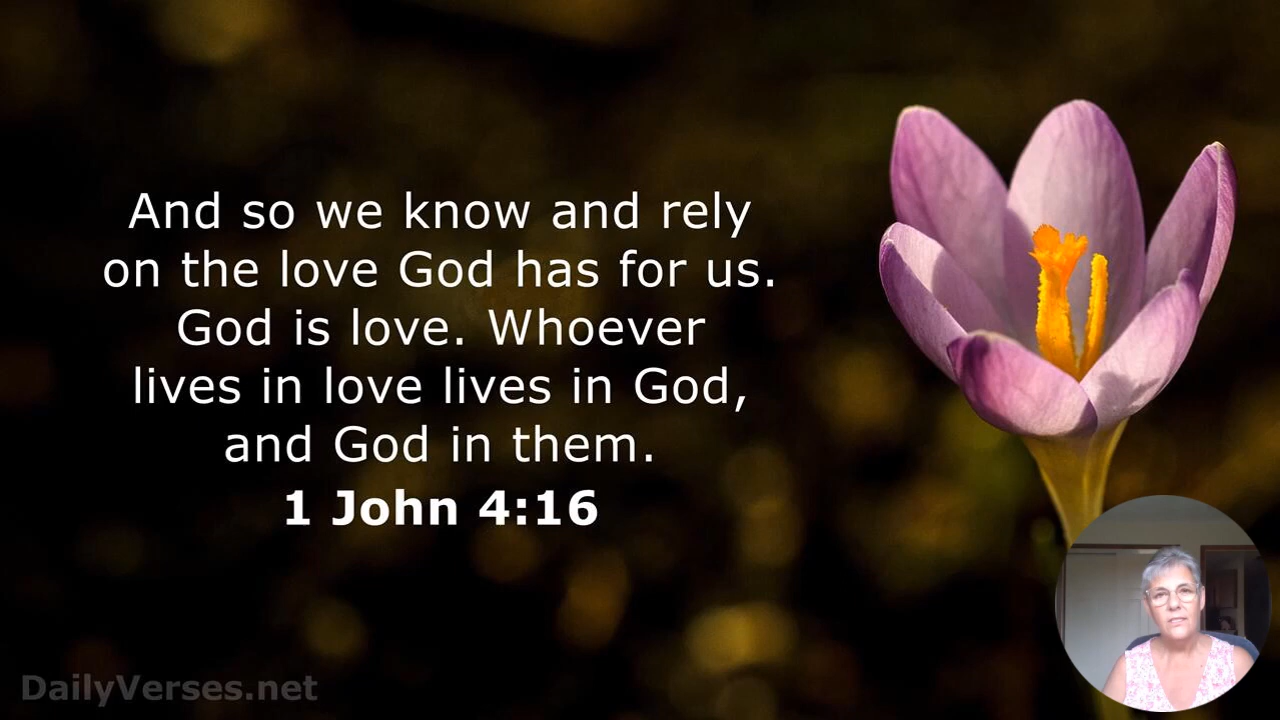 And so we know and rely
on the love God has for us.
God is love. Whoever
lives in love lives in God,
and God in them.
1 John 4:16
DailyVerses.net